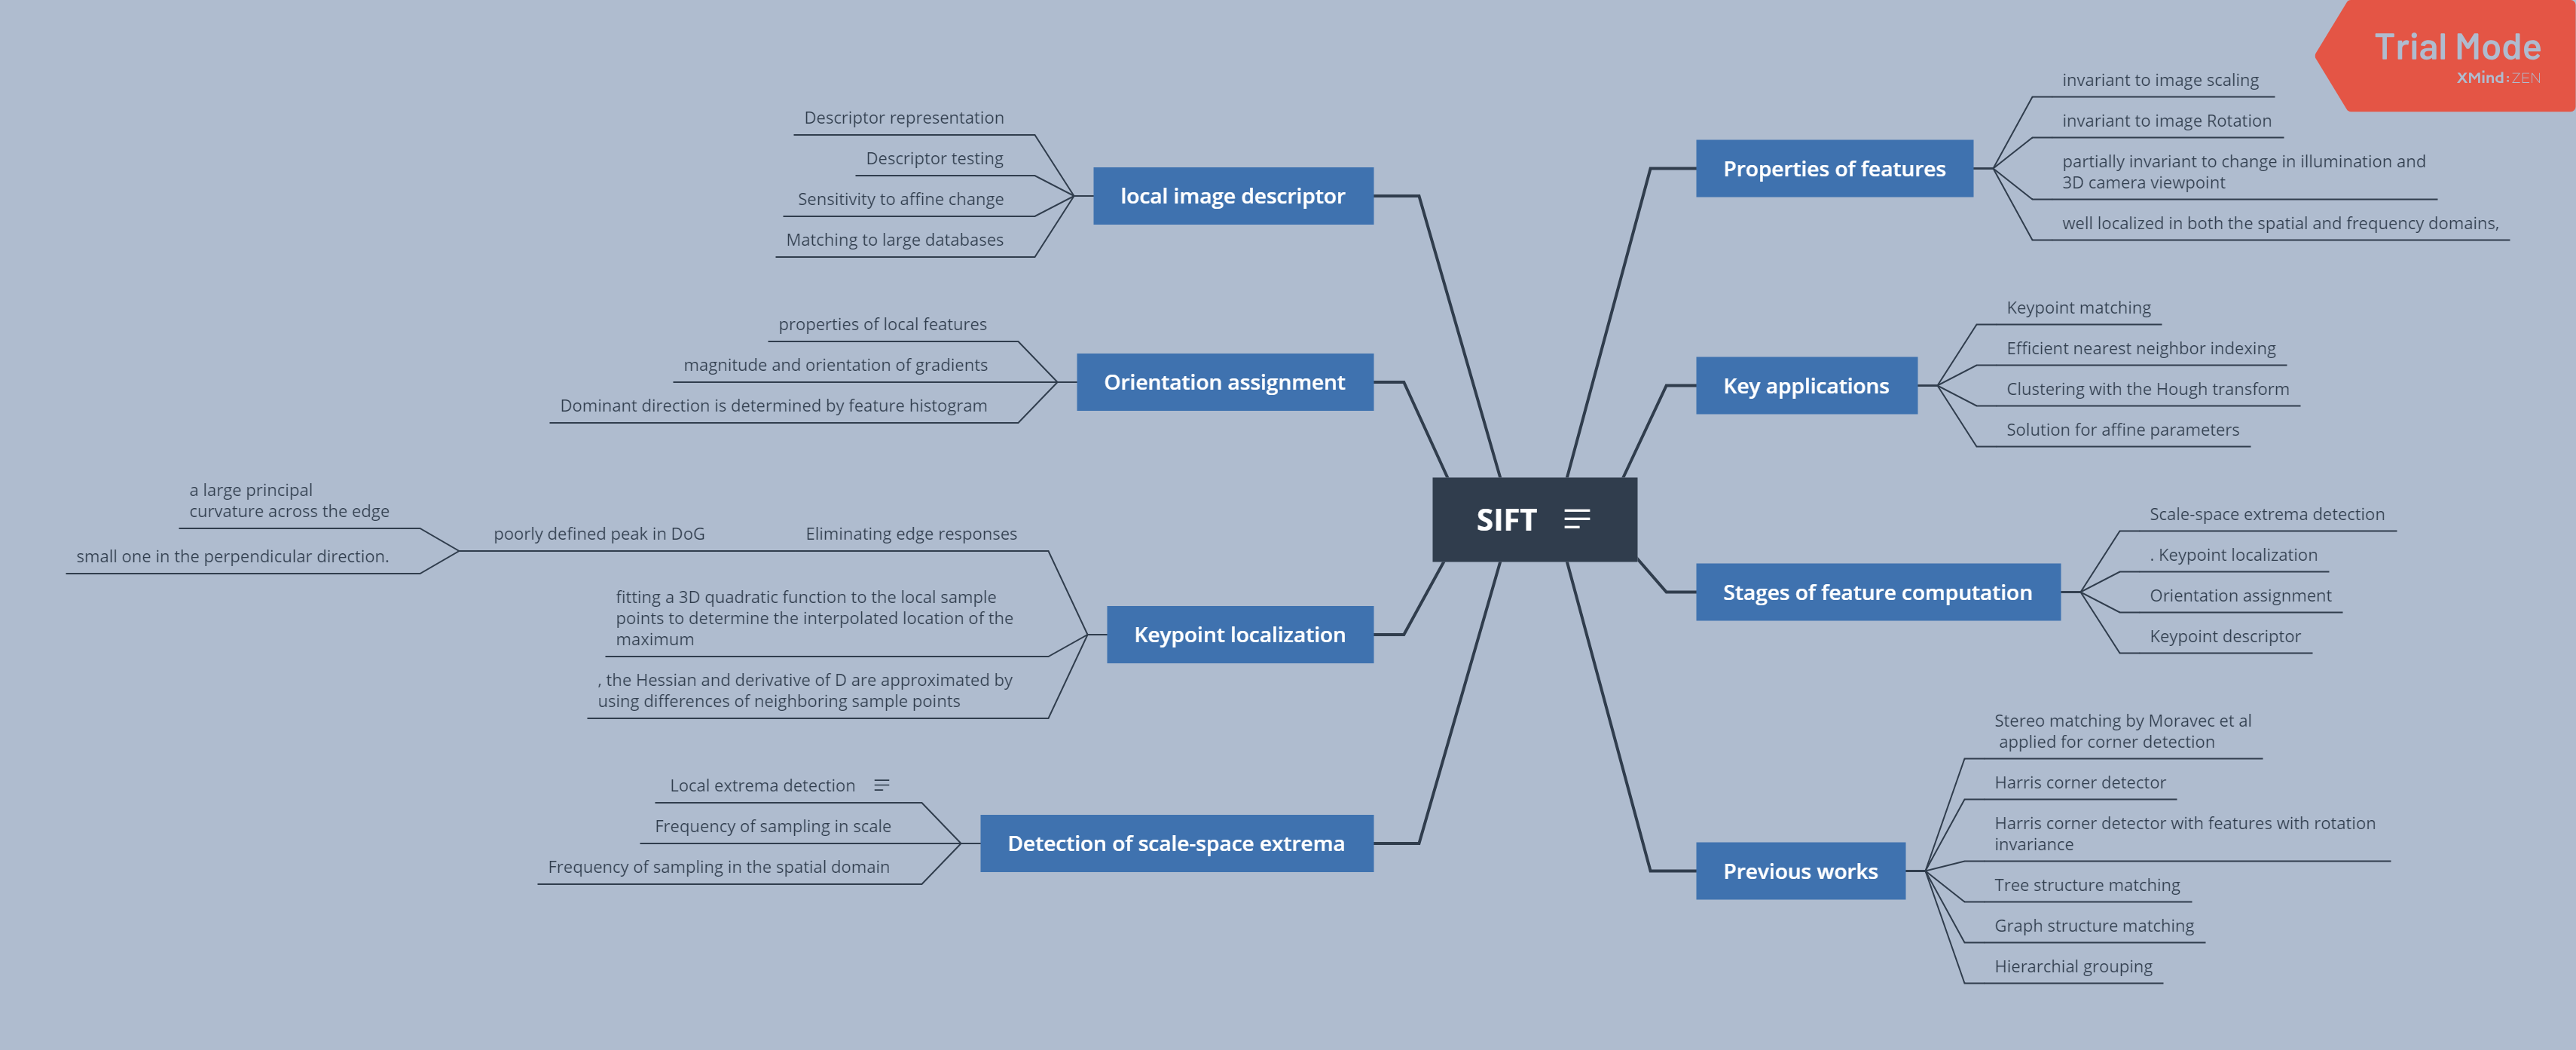 Trial Mode
XMind:ZEN
SIFT
Properties of features
invariant to image scaling
invariant to image Rotation
partially invariant to change in illumination and
3D camera viewpoint
well localized in both the spatial and frequency domains,
Key applications
Keypoint matching
Efficient nearest neighbor indexing
Clustering with the Hough transform
Solution for affine parameters
Stages of feature computation
Scale-space extrema detection
. Keypoint localization
Orientation assignment
Keypoint descriptor
Previous works
Stereo matching by Moravec et al
applied for corner detection
Harris corner detector
Harris corner detector with features with rotation
invariance
Tree structure matching
Graph structure matching
Hierarchial grouping
local image descriptor
Descriptor representation
Descriptor testing
Sensitivity to affine change
Matching to large databases
Orientation assignment
properties of local features
magnitude and orientation of gradients
Dominant direction is determined by feature histogram
Keypoint localization
Eliminating edge responses
poorly defined peak in DoG
a large principal
curvature across the edge
small one in the perpendicular direction.
fitting a 3D quadratic function to the local sample
points to determine the interpolated location of the
maximum
, the Hessian and derivative of D are approximated by
using differences of neighboring sample points
Detection of scale-space extrema
Local extrema detection
Frequency of sampling in scale
Frequency of sampling in the spatial domain